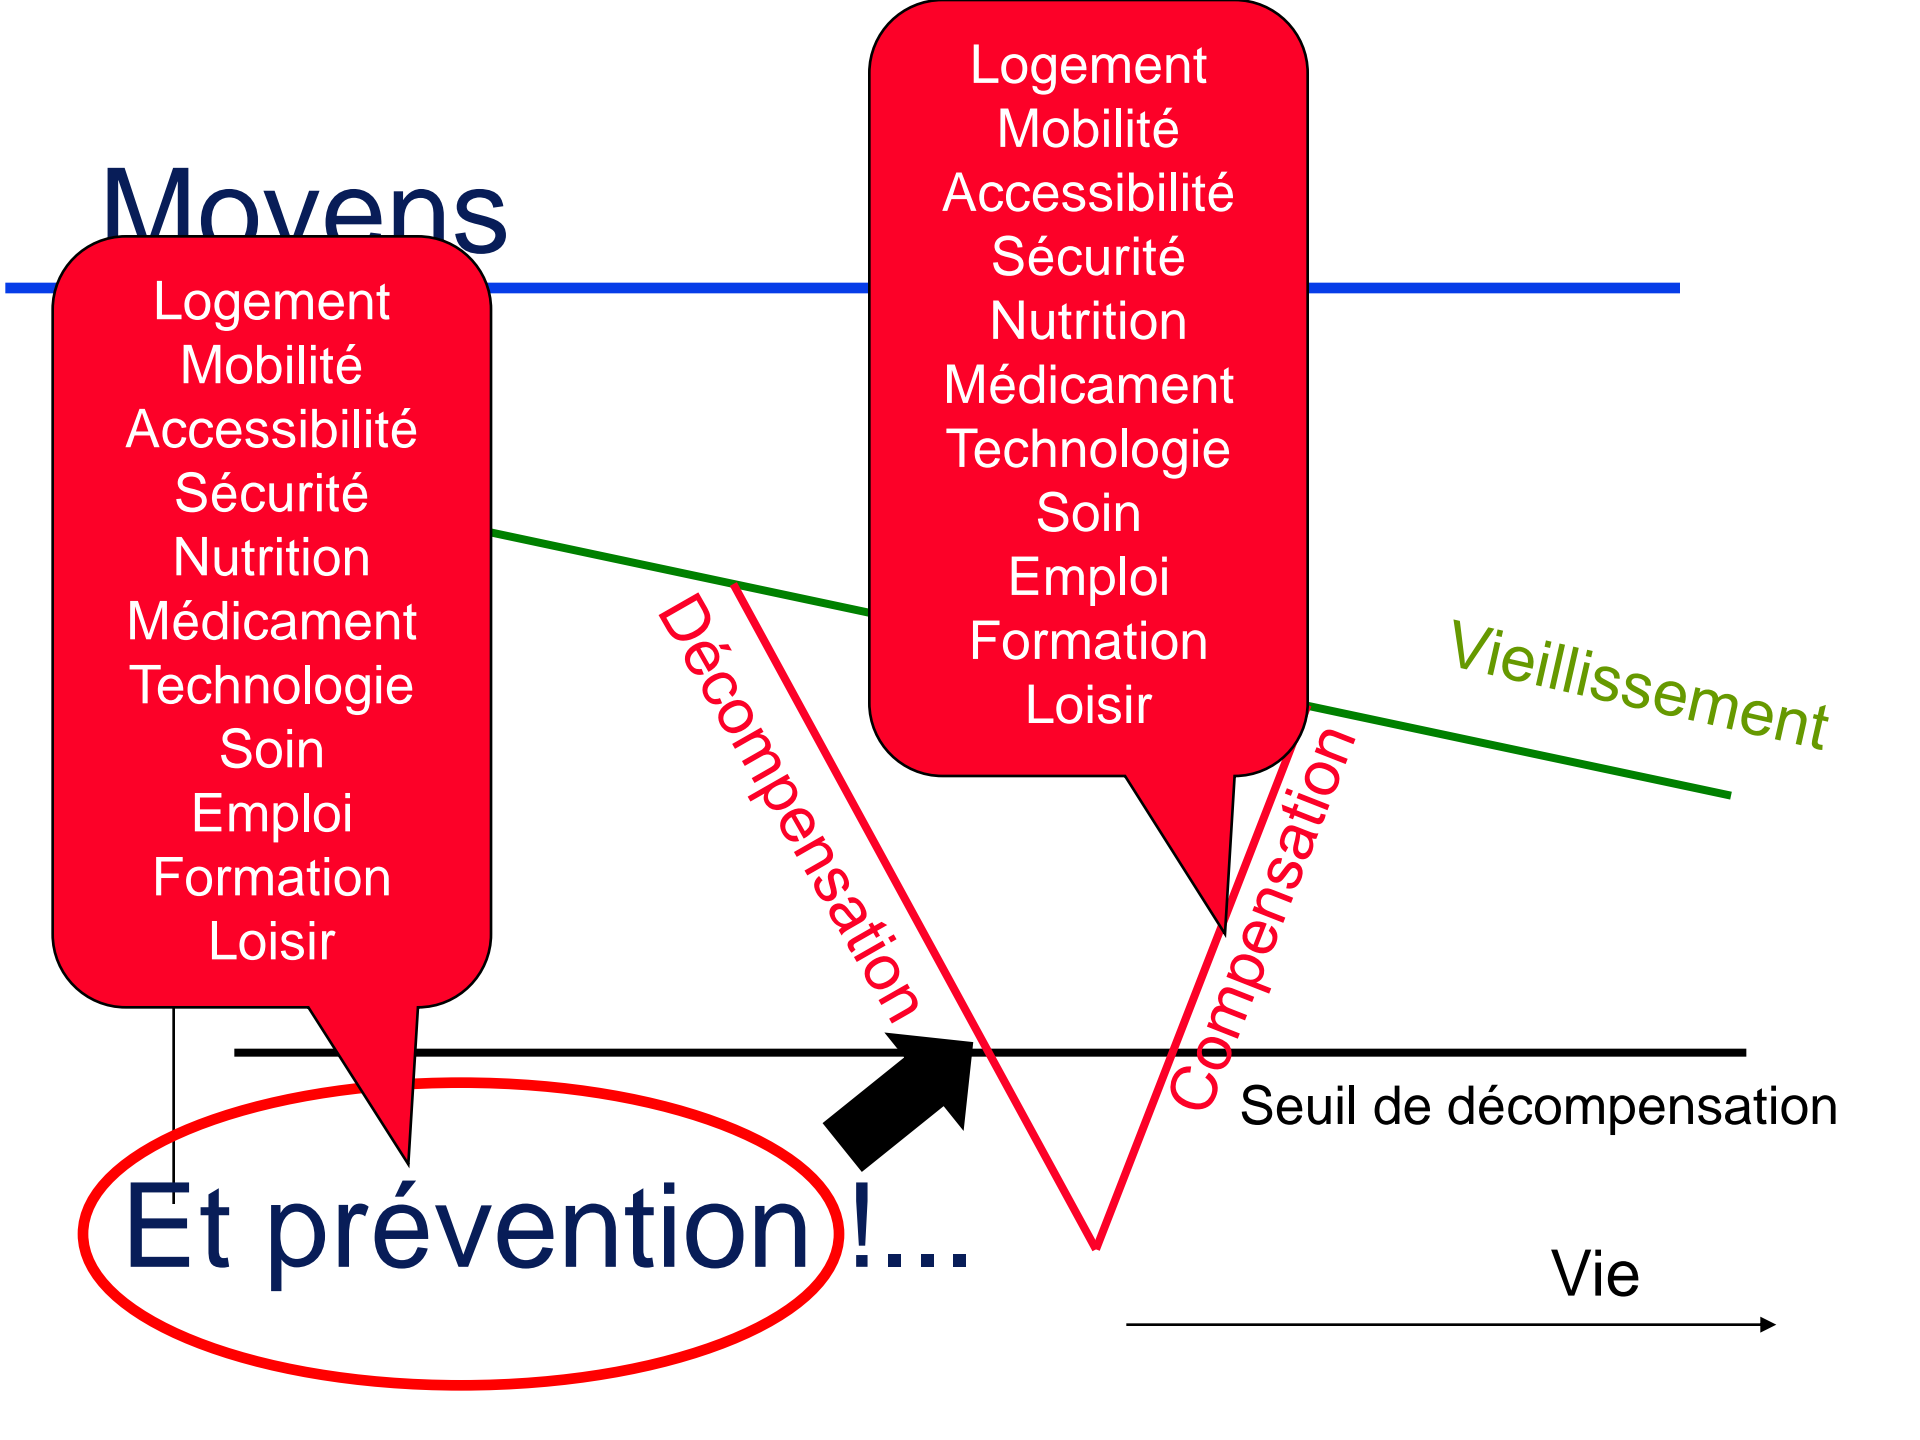 Moyens
Logement
Mobilité
Accessibilité
Sécurité
Nutrition
Médicament
Technologie
Soin
Emploi
Formation
Loisir
Logement
Mobilité
Accessibilité
Sécurité
Nutrition
Médicament
Technologie
Soin
Emploi
Formation
Loisir
Décompensation
Compensation
Vieillissement
Seuil de décompensation
Et prévention !...
Vie